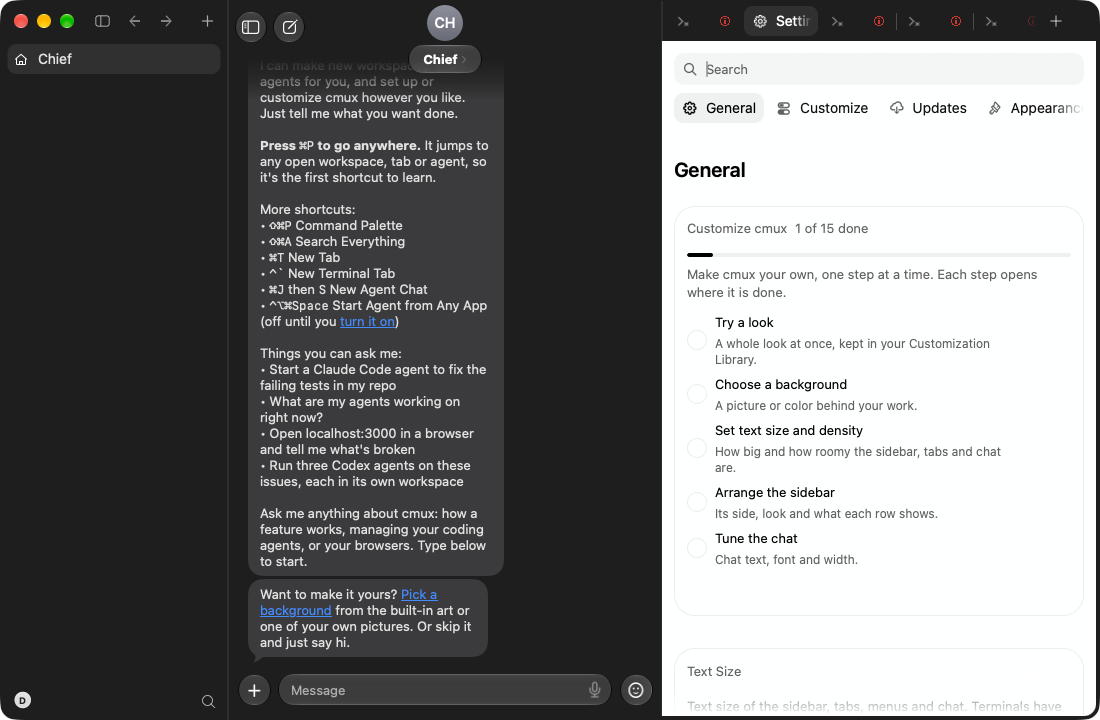 Chief
CH
Chief
I can make new workspaces and
agents for you, and set up or
customize cmux however you like.
Just tell me what you want done.
Press ⌘P to go anywhere. It jumps to
any open workspace, tab or agent, so
it's the first shortcut to learn.
More shortcuts:
• ⇧⌘P Command Palette
• ⇧⌘A Search Everything
• ⌘T New Tab
• ^` New Terminal Tab
• ⌘J then S New Agent Chat
• ^⌥⌘Space Start Agent from Any App
(off until you turn it on)
Things you can ask me:
• Start a Claude Code agent to fix the
failing tests in my repo
• What are my agents working on
right now?
• Open localhost:3000 in a browser
and tell me what's broken
• Run three Codex agents on these
issues, each in its own workspace
Ask me anything about cmux: how a
feature works, managing your coding
agents, or your browsers. Type below
to start.
Want to make it yours? Pick a
background from the built-in art or
one of your own pictures. Or skip it
and just say hi.
Message
D
Settin
Search
General
Customize
Updates
Appearanc
General
Customize cmux 1 of 15 done
Make cmux your own, one step at a time. Each step opens
where it is done.
Try a look
A whole look at once, kept in your Customization
Library.
Choose a background
A picture or color behind your work.
Set text size and density
How big and how roomy the sidebar, tabs and chat
are.
Arrange the sidebar
Its side, look and what each row shows.
Tune the chat
Chat text, font and width.
Text Size
Text size of the sidebar, tabs, menus and chat. Terminals have